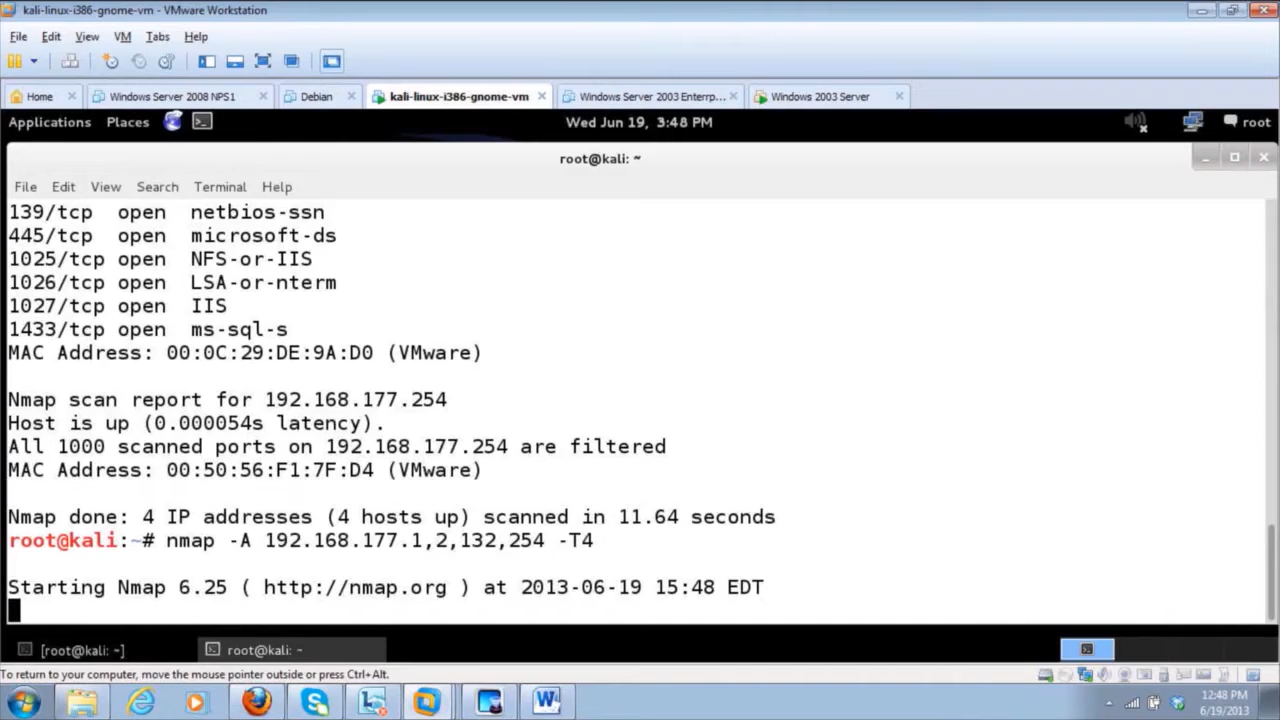 kali-linux-i386-gnome-vm - VMware Workstation
File Edit View VM Tabs Help
Home Windows Server 2008 NPS1 Debian kali-linux-i386-gnome-vm Windows Server 2003 Enterrp... Windows 2003 Server
Applications Places Wed Jun 19, 3:48 PM root
root@kali: ~
File Edit View Search Terminal Help
139/tcp open netbios-ssn
445/tcp open microsoft-ds
1025/tcp open NFS-or-IIS
1026/tcp open LSA-or-nterm
1027/tcp open IIS
1433/tcp open ms-sql-s
MAC Address: 00:0C:29:DE:9A:D0 (VMware)
Nmap scan report for 192.168.177.254
Host is up (0.000054s latency).
All 1000 scanned ports on 192.168.177.254 are filtered
MAC Address: 00:50:56:F1:7F:D4 (VMware)
Nmap done: 4 IP addresses (4 hosts up) scanned in 11.64 seconds
root@kali:~# nmap -A 192.168.177.1,2,132,254 -T4
Starting Nmap 6.25 ( http://nmap.org ) at 2013-06-19 15:48 EDT
[root@kali: ~] root@kali: ~
To return to your computer, move the mouse pointer outside or press Ctrl+Alt.
12:48 PM
6/19/2013